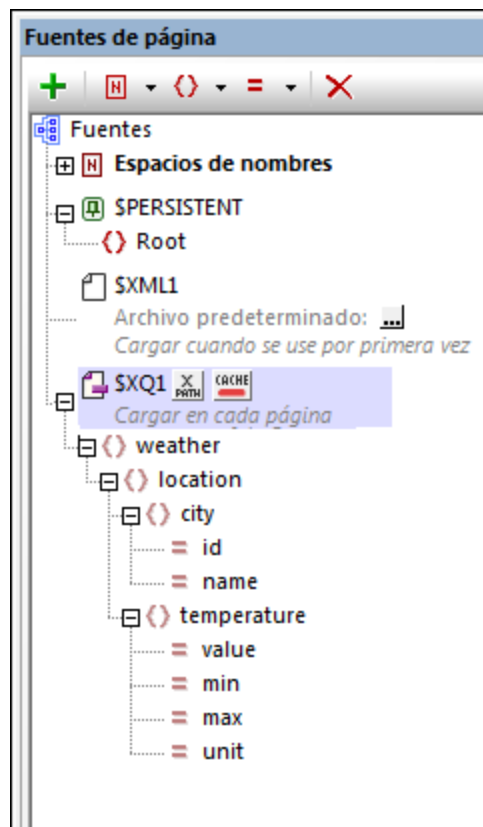 Fuentes de página
N
Fuentes
N Espacios de nombres
$PERSISTENT
Root
$XML1
Archivo predeterminado: ...
Cargar cuando se use por primera vez
$XQ1 X PATH CACHE
Cargar en cada página
weather
location
city
id
name
temperature
value
min
max
unit